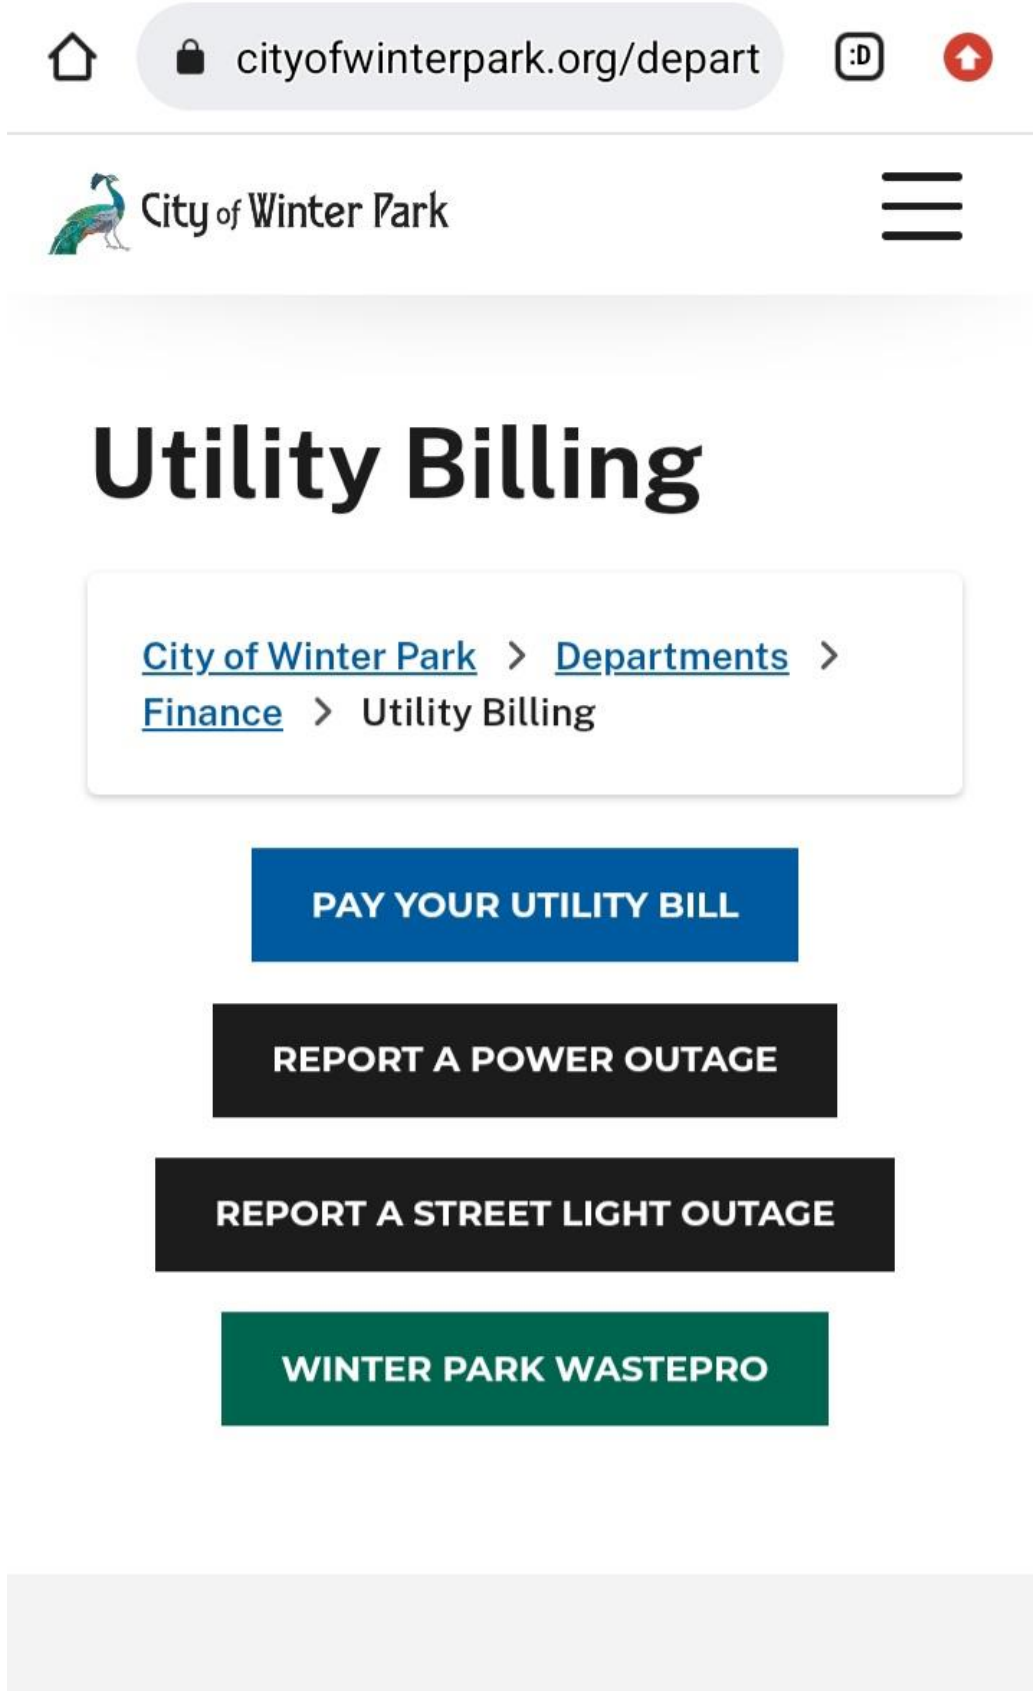 cityofwinterpark.org/depart
:D
City of Winter Park
Utility Billing
City of Winter Park > Departments >
Finance > Utility Billing
PAY YOUR UTILITY BILL
REPORT A POWER OUTAGE
REPORT A STREET LIGHT OUTAGE
WINTER PARK WASTEPRO